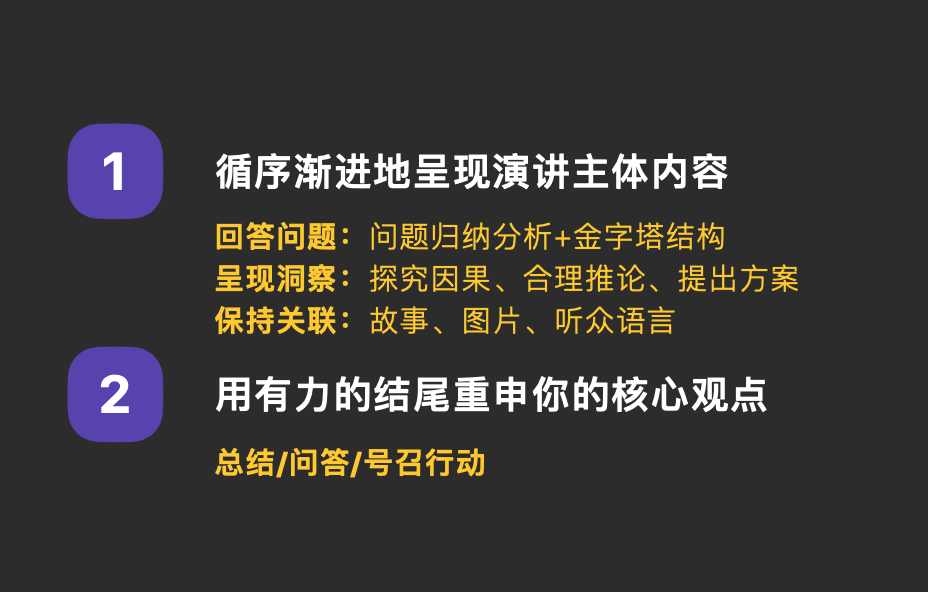 1
循序渐进地呈现演讲主体内容
回答问题：问题归纳分析+金字塔结构
呈现洞察：探究因果、合理推论、提出方案
保持关联：故事、图片、听众语言
2
用有力的结尾重申你的核心观点
总结/问答/号召行动